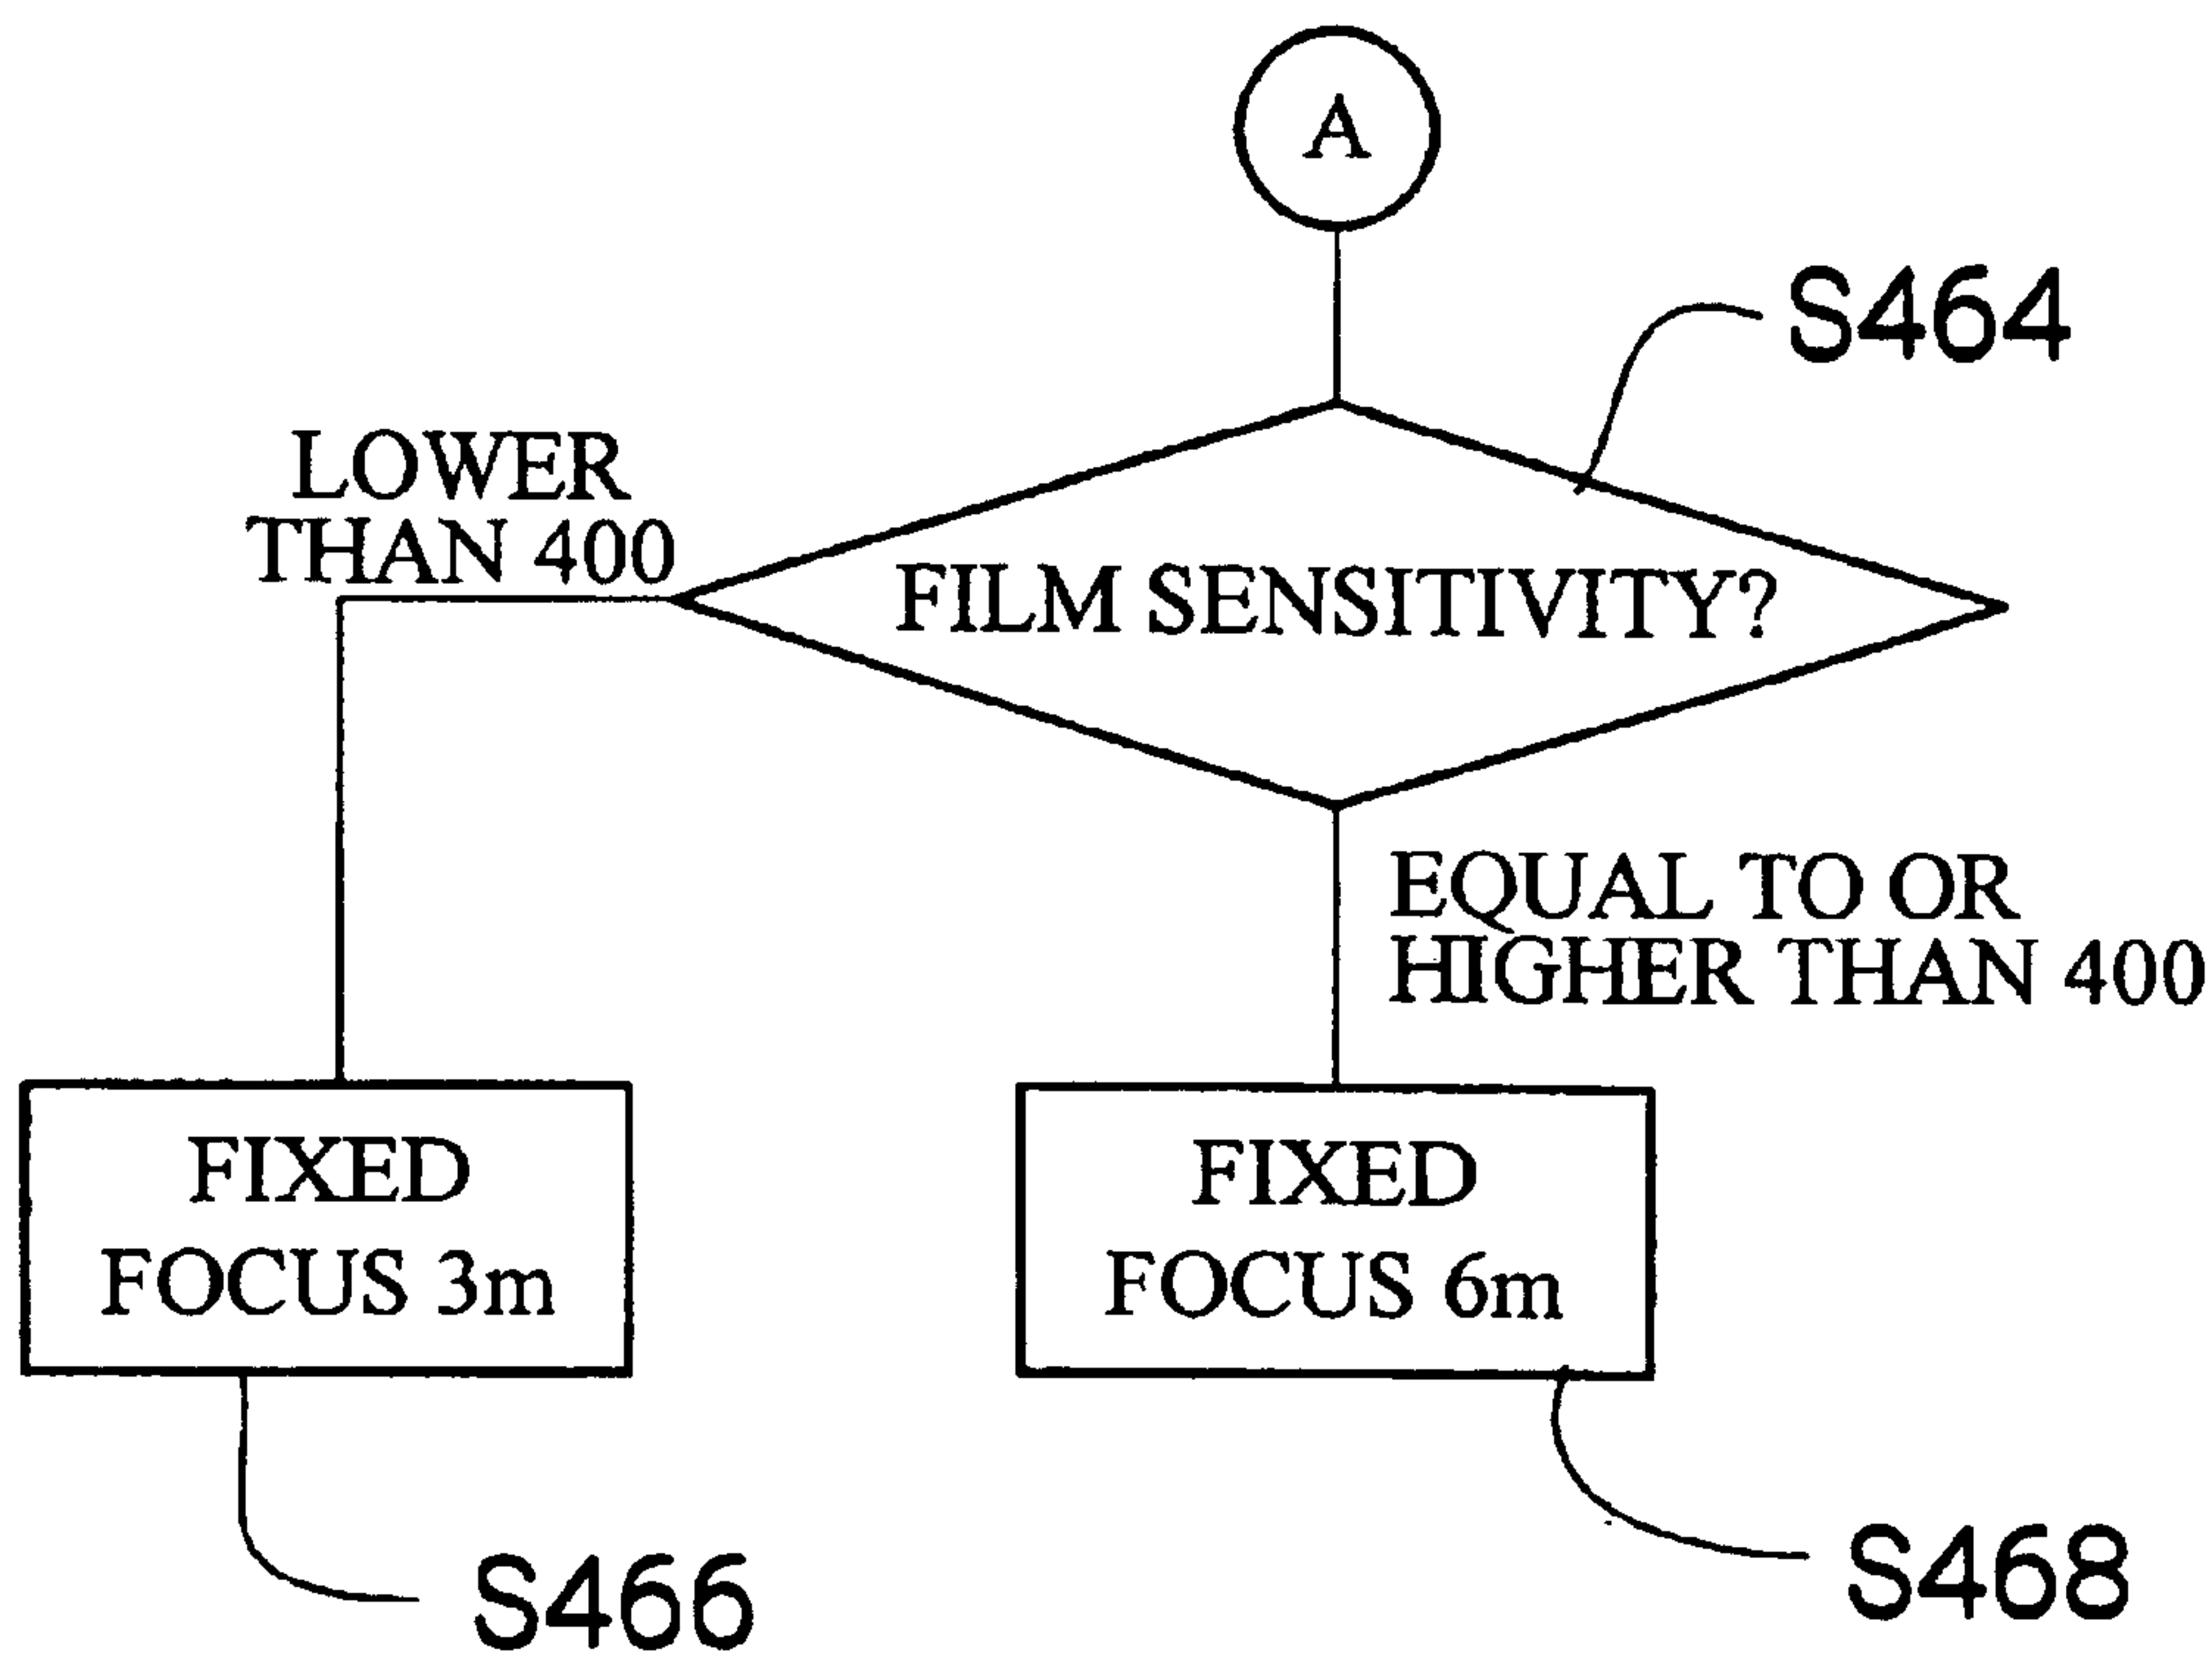 A
S464
LOWER
THAN 400
FILM SENSITIVITY?
EQUAL TO OR
HIGHER THAN 400
FIXED
FOCUS 3m
FIXED
FOCUS 6m
S466
S468